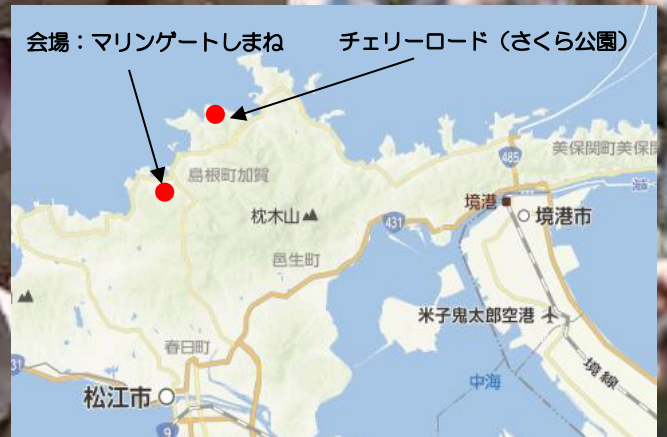 会場：マリンゲートしまね
チェリーロード（さくら公園）
島根町加賀
485
美保関町美保関
枕木山
境港
境港市
431
邑生町
米子鬼太郎空港
春日町
境線
31
中海
松江市
9